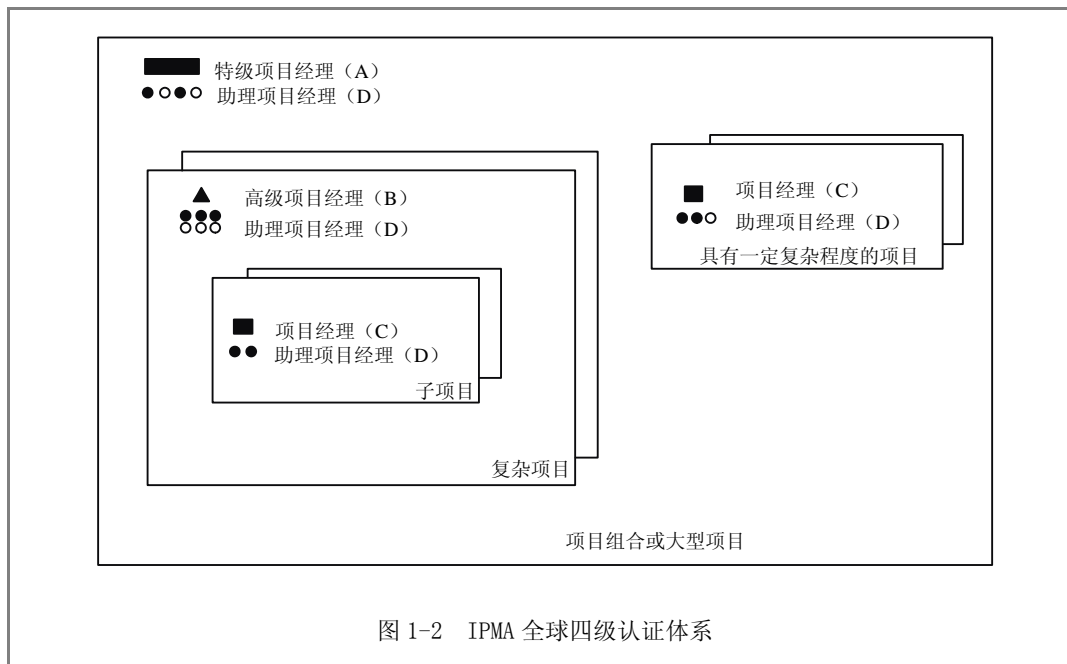 特级项目经理（A）
助理项目经理（D）
高级项目经理（B）
助理项目经理（D）
项目经理（C）
助理项目经理（D）
子项目
复杂项目
项目经理（C）
助理项目经理（D）
具有一定复杂程度的项目
项目组合或大型项目
图 1-2 IPMA 全球四级认证体系